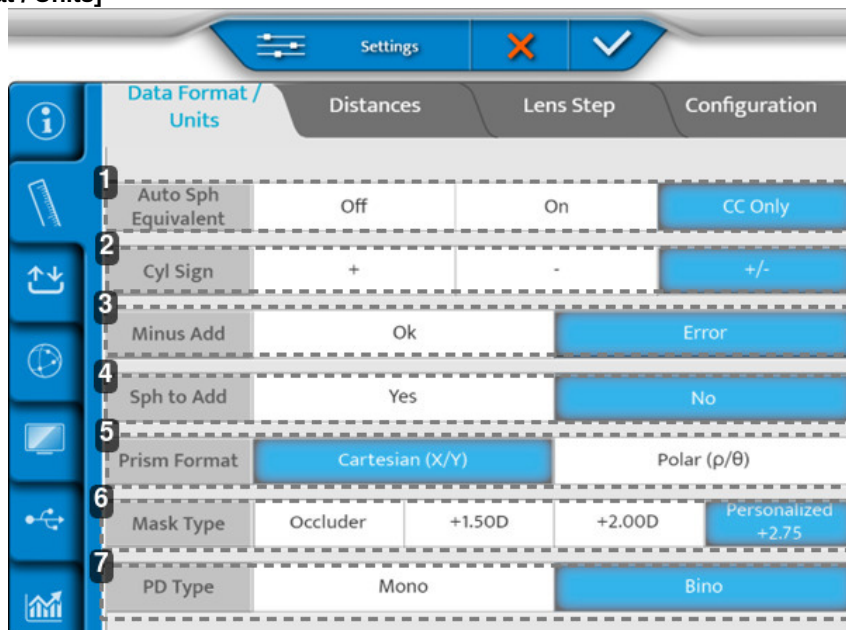 Settings
Data Format /
Units
Distances
Lens Step
Configuration
1
Auto Sph
Equivalent
Off
On
CC Only
2
Cyl Sign
+
-
+/-
3
Minus Add
Ok
Error
4
Sph to Add
Yes
No
5
Prism Format
Cartesian (X/Y)
Polar (ρ/θ)
6
Mask Type
Occluder
+1.50D
+2.00D
Personalized
+2.75
7
PD Type
Mono
Bino